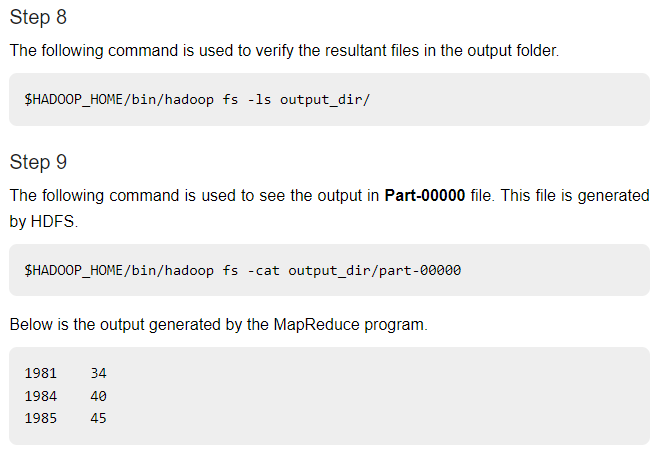 Step 8
The following command is used to verify the resultant files in the output folder.
$HADOOP_HOME/bin/hadoop fs -ls output_dir/
Step 9
The following command is used to see the output in Part-00000 file. This file is generated
by HDFS.
$HADOOP_HOME/bin/hadoop fs -cat output_dir/part-00000
Below is the output generated by the MapReduce program.
1981    34
1984    40
1985    45